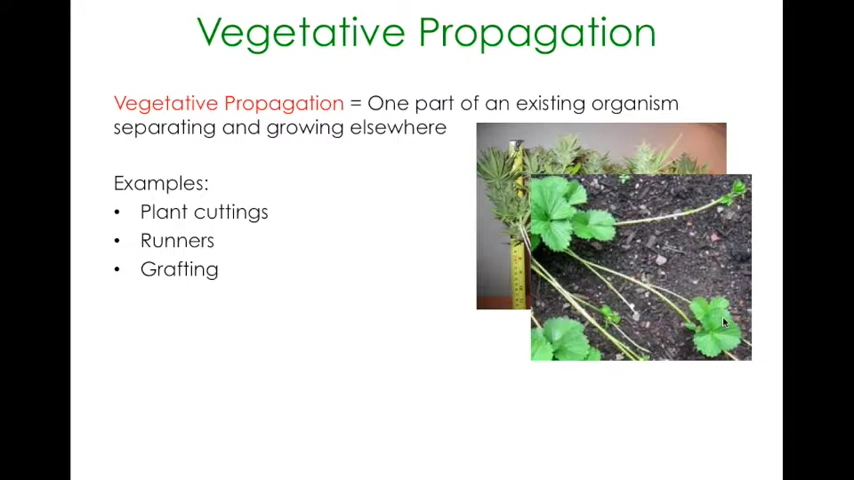 Vegetative Propagation
Vegetative Propagation = One part of an existing organism
separating and growing elsewhere
Examples:
• Plant cuttings
• Runners
• Grafting